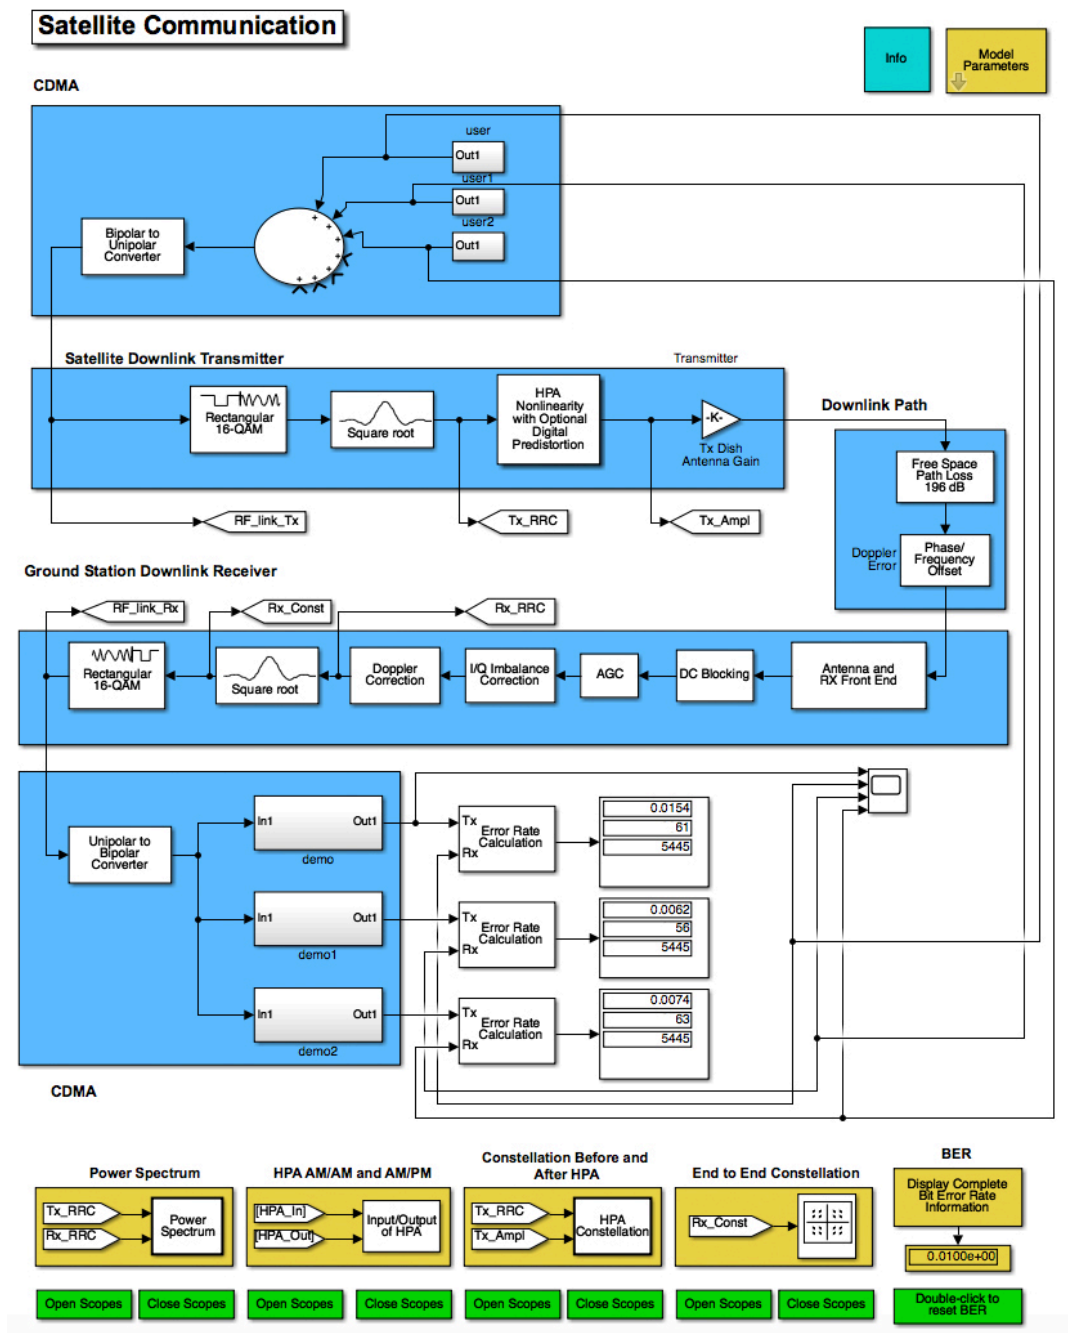 Satellite Communication
Info
Model
Parameters
CDMA
user
Out1
user1
Out1
user2
Out1
Bipolar to
Unipolar
Converter
+
+
+
+
+
+
+
Satellite Downlink Transmitter
Transmitter
Rectangular
16-QAM
Square root
HPA
Nonlinearity
with Optional
Digital
Predistortion
-K-
Tx Dish
Antenna Gain
Downlink Path
Free Space
Path Loss
196 dB
Doppler
Error
Phase/
Frequency
Offset
RF_link_Tx
Tx_RRC
Tx_Ampl
Ground Station Downlink Receiver
RF_link_Rx
Rx_Const
Rx_RRC
Rectangular
16-QAM
Square root
Doppler
Correction
I/Q Imbalance
Correction
AGC
DC Blocking
Antenna and
RX Front End
Unipolar to
Bipolar
Converter
In1 Out1
demo
In1 Out1
demo1
In1 Out1
demo2
Tx
Rx
Error Rate
Calculation
0.0154
61
5445
Tx
Rx
Error Rate
Calculation
0.0062
56
5445
Tx
Rx
Error Rate
Calculation
0.0074
63
5445
CDMA
Power Spectrum
Tx_RRC
Rx_RRC
Power
Spectrum
Open Scopes
Close Scopes
HPA AM/AM and AM/PM
[HPA_In]
[HPA_Out]
Input/Output
of HPA
Open Scopes
Close Scopes
Constellation Before and
After HPA
Tx_RRC
Tx_Ampl
HPA
Constellation
Open Scopes
Close Scopes
End to End Constellation
Rx_Const
Open Scopes
Close Scopes
BER
Display Complete
Bit Error Rate
Information
0.0100e+00
Double-click to
reset BER